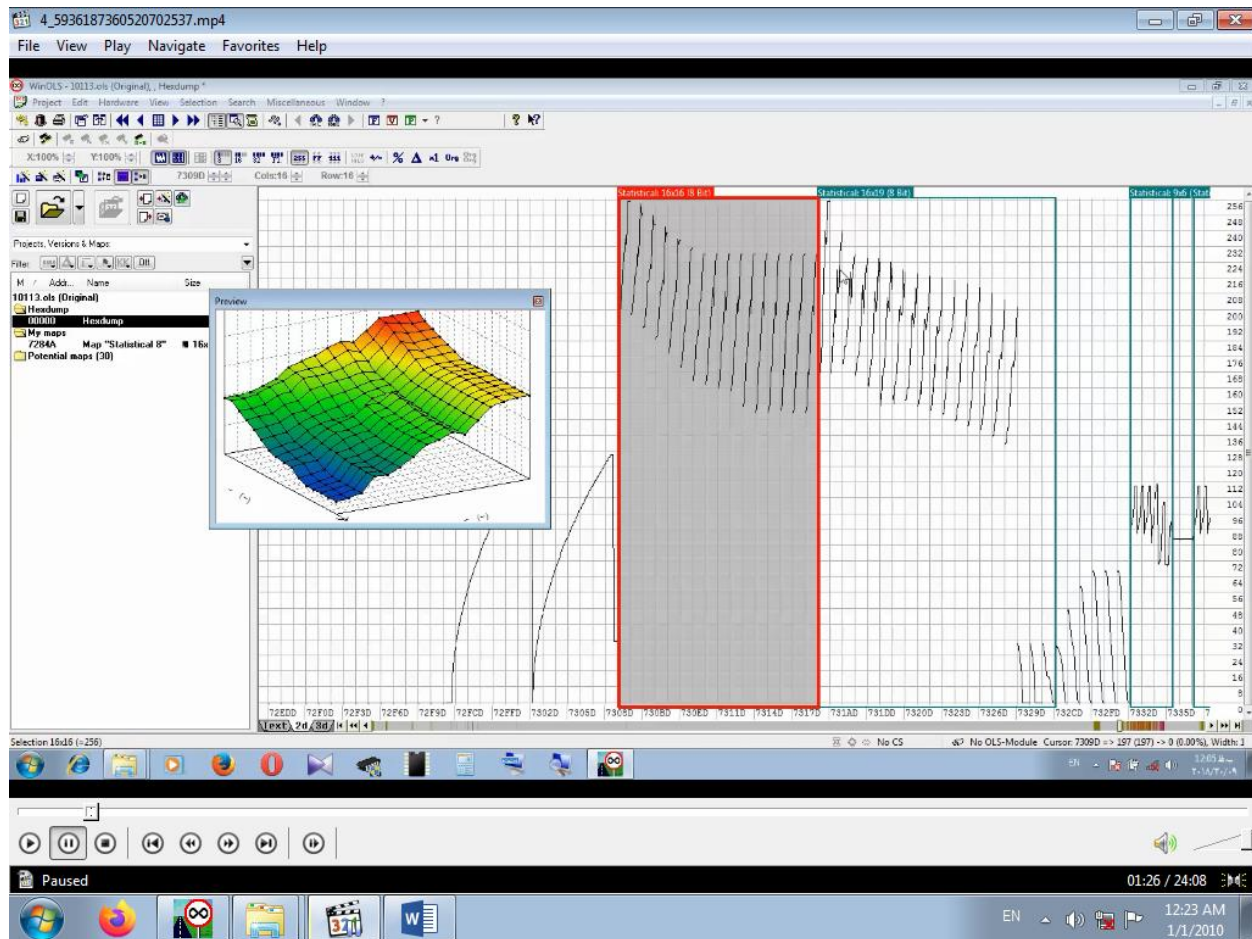 4_5936187360520702537.mp4
File View Play Navigate Favorites Help
WinOLS - 10113.ols (Original), , Hexdump *
Project Edit Hardware View Selection Search Miscellaneous Window ?
X:100% Y:100%
7309D Cols:16 Row:16
Projects, Versions & Maps:
Filter:
M / Addr... Name Size
10113.ols (Original)
Hexdump
00000 Hexdump
My maps
7284A Map "Statistical 8" 16x
Potential maps (30)
Preview
Statistical: 16x16 (8 Bit)
Statistical: 16x19 (8 Bit)
Statistical: 9x6 (Stati
256
248
240
232
224
216
208
200
192
184
176
168
160
152
144
136
128
120
112
104
96
88
80
72
64
56
48
40
32
24
16
8
0
72EDD 72F0D 72F3D 72F6D 72F9D 72FCD 72FFD 7302D 7305D 7308D 730BD 730ED 7311D 7314D 7317D 731AD 731DD 7320D 7323D 7326D 7329D 732CD 732FD 7332D 7335D 7
Text 2d 3d
Selection 16x16 (=256)
No CS
No OLS-Module Cursor: 7309D => 197 (197) -> 0 (0.00%), Width: 1
EN
12:05
Paused
01:26 / 24:08
EN
12:23 AM
1/1/2010